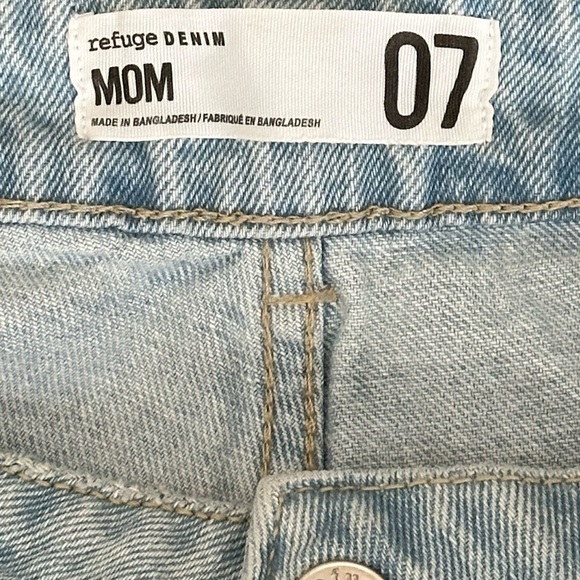 refuge DENIM
MOM
07
MADE IN BANGLADESH / FABRIQUÉ EN BANGLADESH